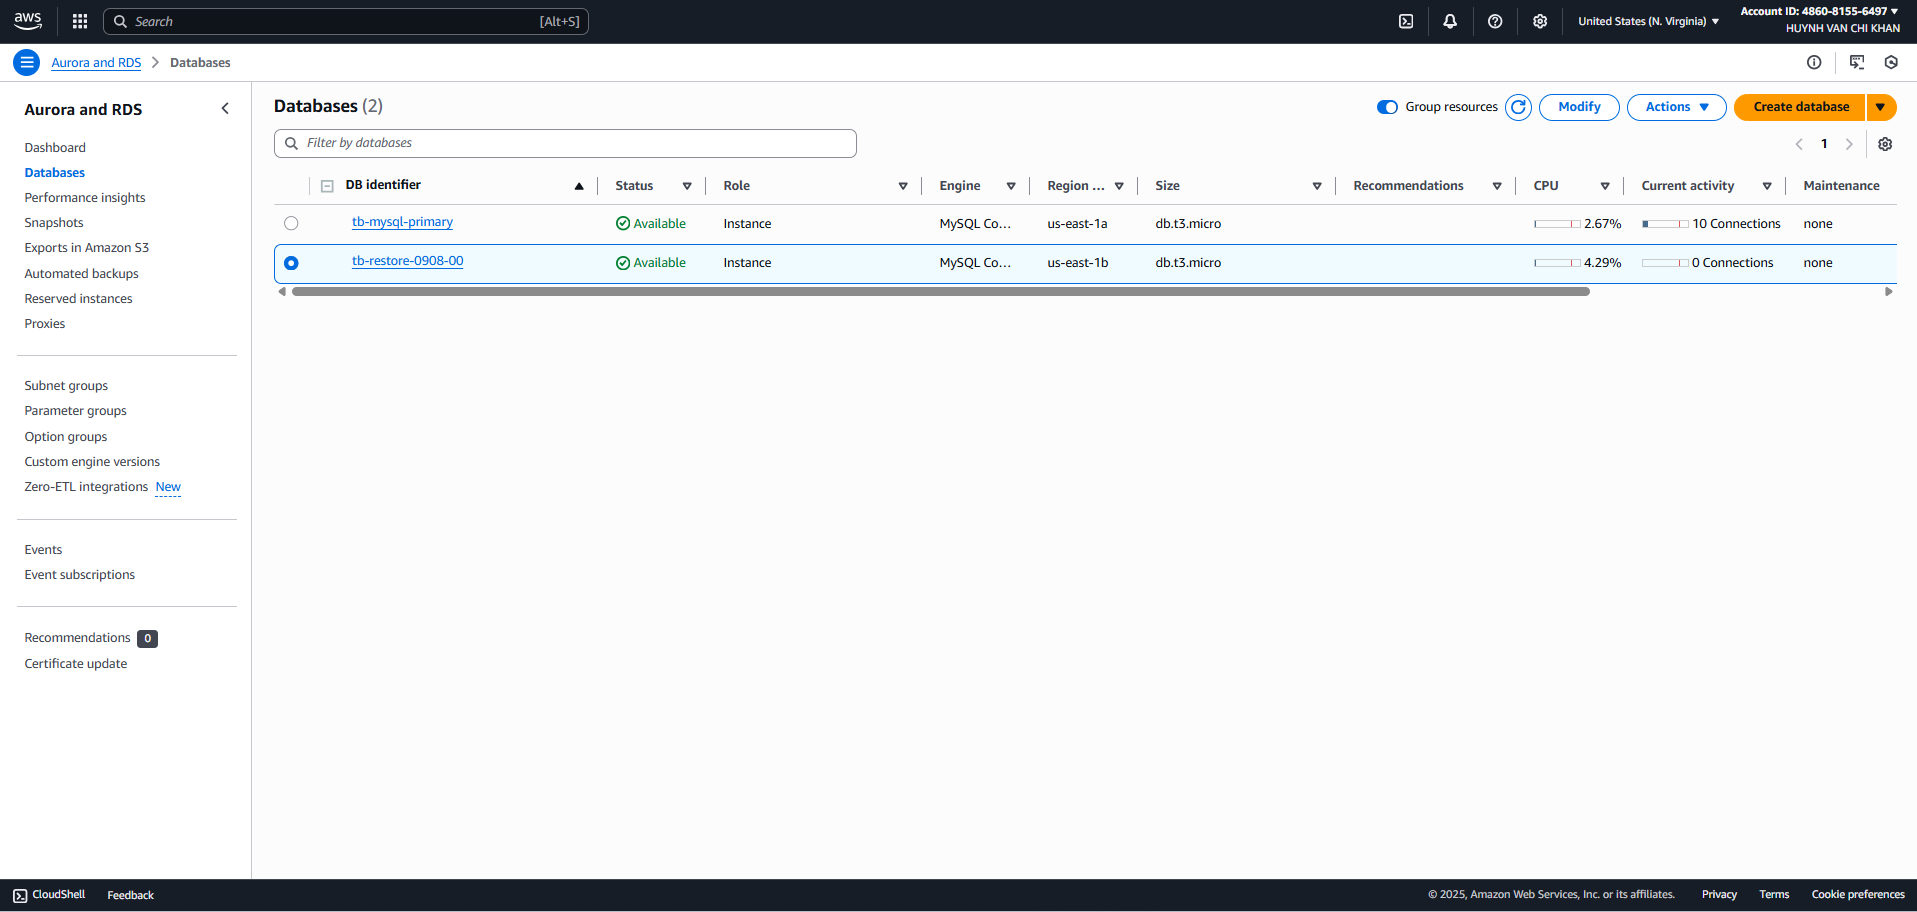 aws
Search [Alt+S]
United States (N. Virginia)
Account ID: 4860-8155-6497
HUYNH VAN CHI KHAN
Aurora and RDS
Databases
Aurora and RDS
Dashboard
Databases
Performance insights
Snapshots
Exports in Amazon S3
Automated backups
Reserved instances
Proxies
Subnet groups
Parameter groups
Option groups
Custom engine versions
Zero-ETL integrations New
Events
Event subscriptions
Recommendations 0
Certificate update
Databases (2)
Group resources
Modify
Actions
Create database
Filter by databases
1
DB identifier Status Role Engine Region ... Size Recommendations CPU Current activity Maintenance
tb-mysql-primary Available Instance MySQL Co... us-east-1a db.t3.micro 2.67% 10 Connections none
tb-restore-0908-00 Available Instance MySQL Co... us-east-1b db.t3.micro 4.29% 0 Connections none
CloudShell Feedback
© 2025, Amazon Web Services, Inc. or its affiliates. Privacy Terms Cookie preferences